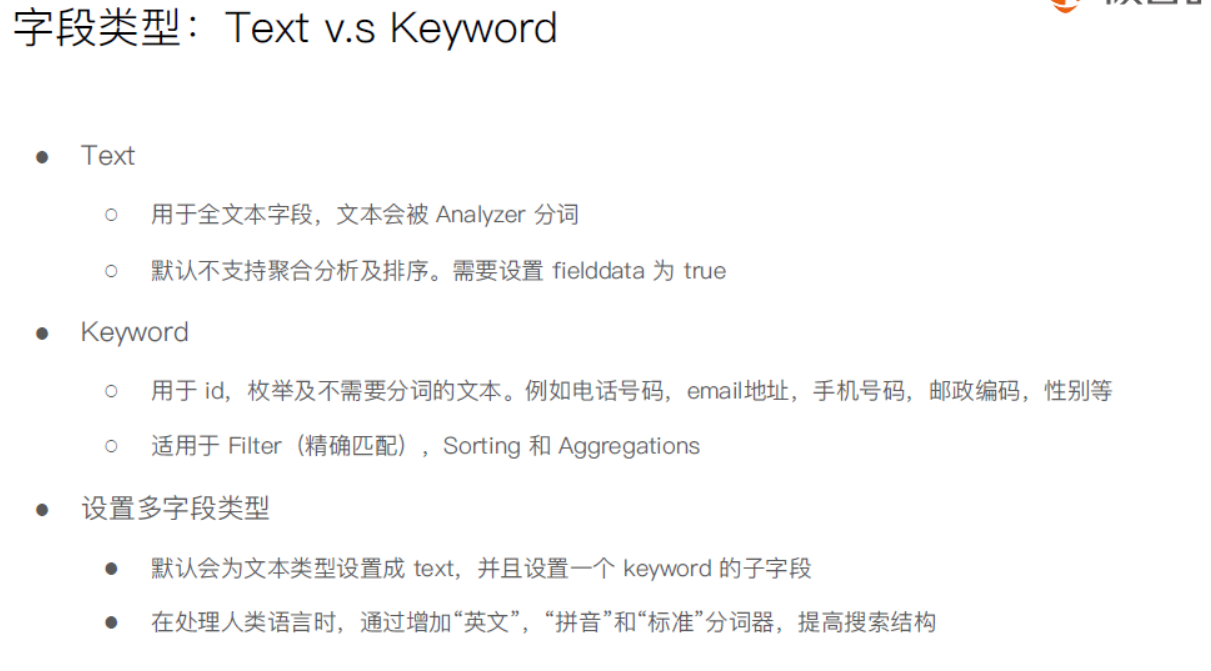 字段类型：Text v.s Keyword
● Text
○ 用于全文本字段，文本会被 Analyzer 分词
○ 默认不支持聚合分析及排序。需要设置 fielddata 为 true
● Keyword
○ 用于 id，枚举及不需要分词的文本。例如电话号码，email地址，手机号码，邮政编码，性别等
○ 适用于 Filter（精确匹配），Sorting 和 Aggregations
● 设置多字段类型
● 默认会为文本类型设置成 text，并且设置一个 keyword 的子字段
● 在处理人类语言时，通过增加“英文”，“拼音”和“标准”分词器，提高搜索结构